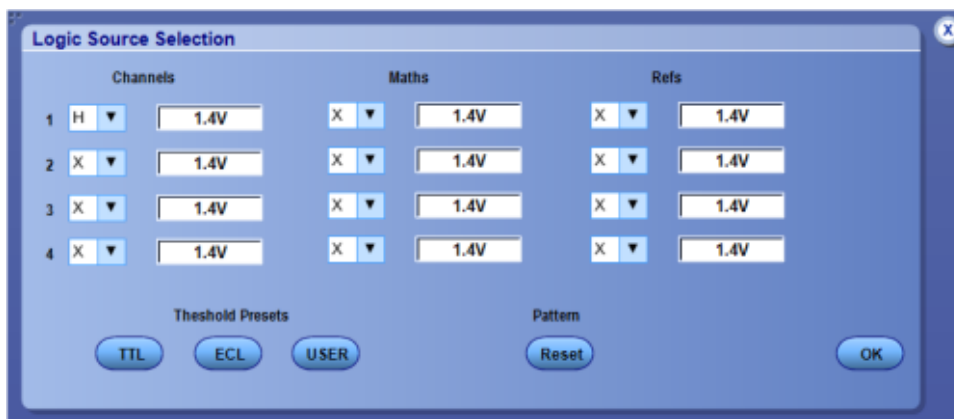 X
Logic Source Selection
Channels Maths Refs
1 H ▼ 1.4V X ▼ 1.4V X ▼ 1.4V
2 X ▼ 1.4V X ▼ 1.4V X ▼ 1.4V
3 X ▼ 1.4V X ▼ 1.4V X ▼ 1.4V
4 X ▼ 1.4V X ▼ 1.4V X ▼ 1.4V
Theshold Presets Pattern
TTL ECL USER Reset OK